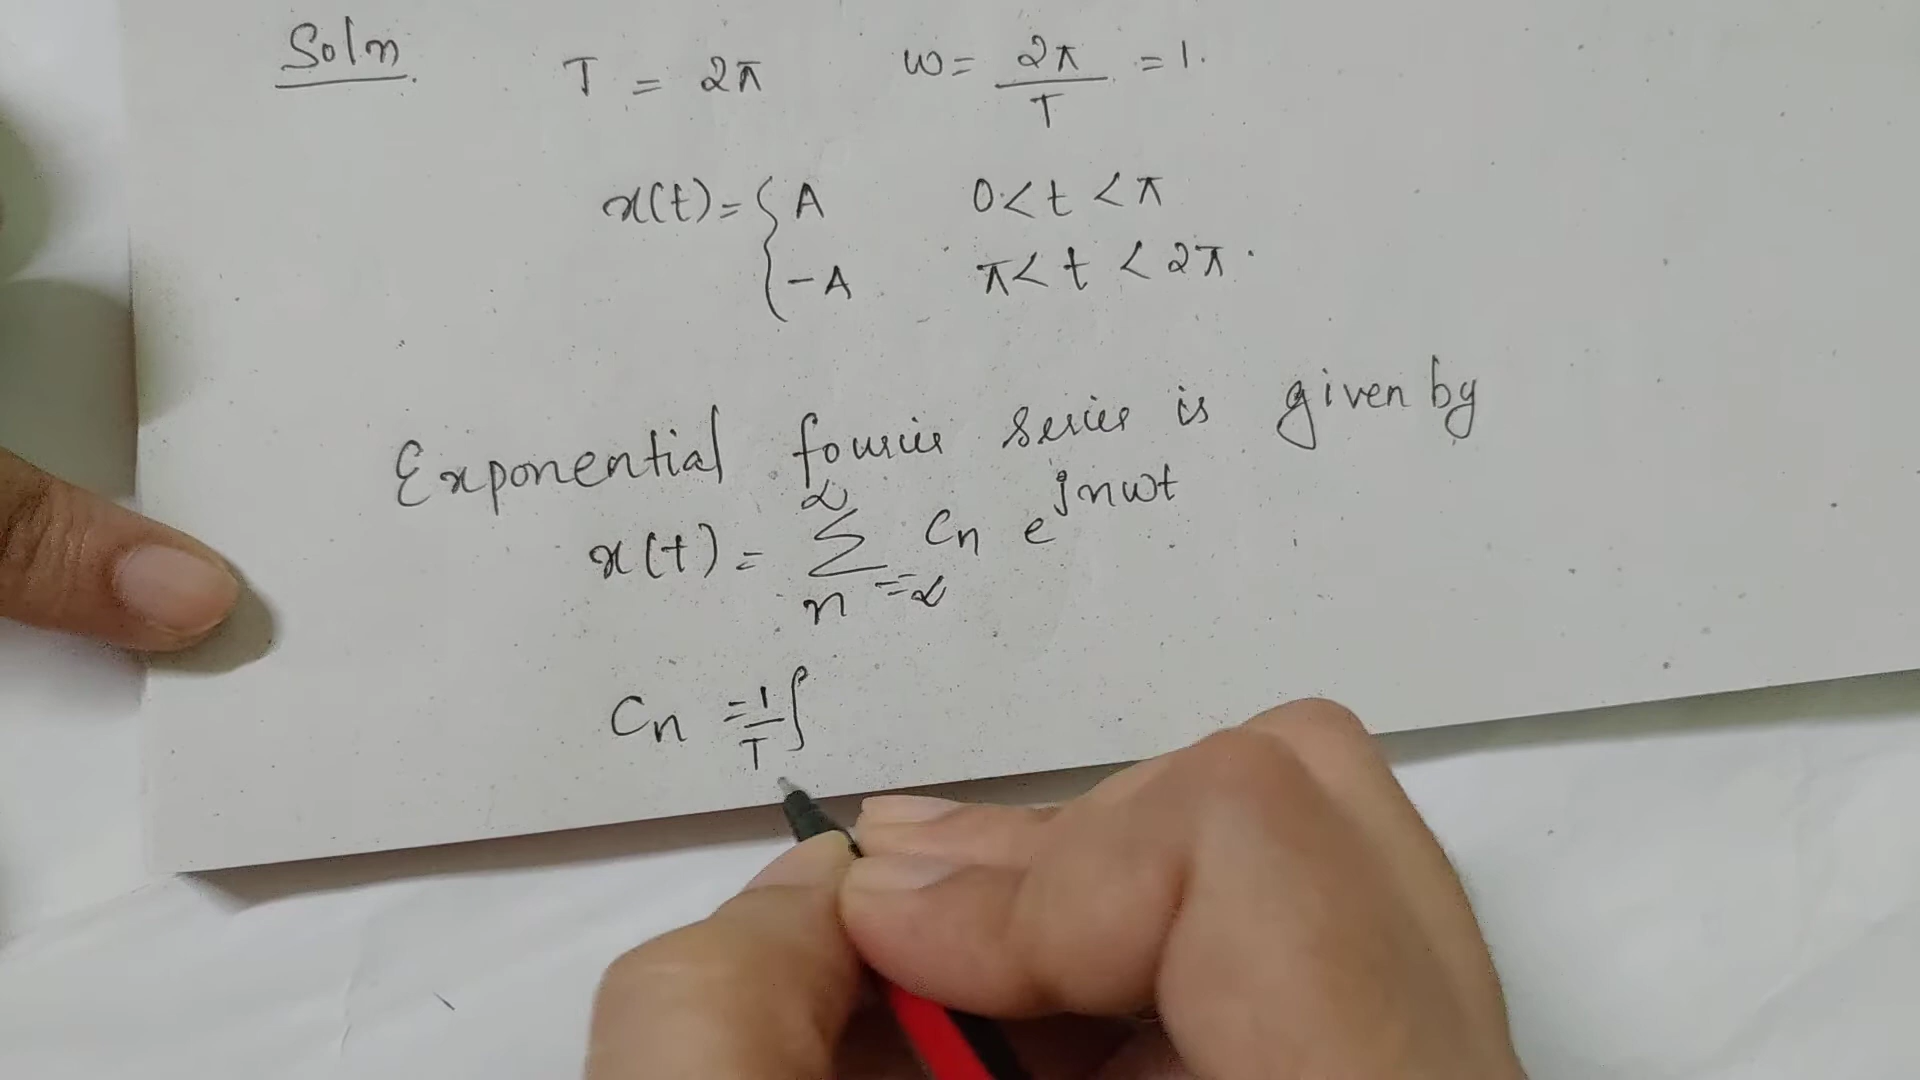 Soln. T = 2π ω = 2π/T = 1.
x(t) = { A 0 < t < π
-A π < t < 2π.
Exponential fourier series is given by
x(t) = ∑_{n=-∞}^{∞} Cn e^{jnωt}
Cn = 1/T ∫